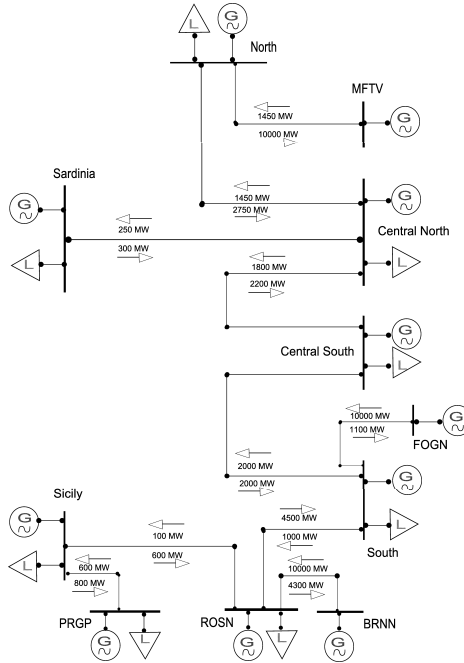 L
G
North
MFTV
1450 MW
10000 MW
G
Sardinia
G
1450 MW
2750 MW
G
Central North
250 MW
300 MW
L
1800 MW
2200 MW
L
G
Central South
L
10000 MW
1100 MW
G
FOGN
2000 MW
2000 MW
G
Sicily
G
4500 MW
L
100 MW
1000 MW
South
600 MW
L
600 MW
10000 MW
800 MW
4300 MW
PRGP
ROSN
BRNN
G
L
G
L
G